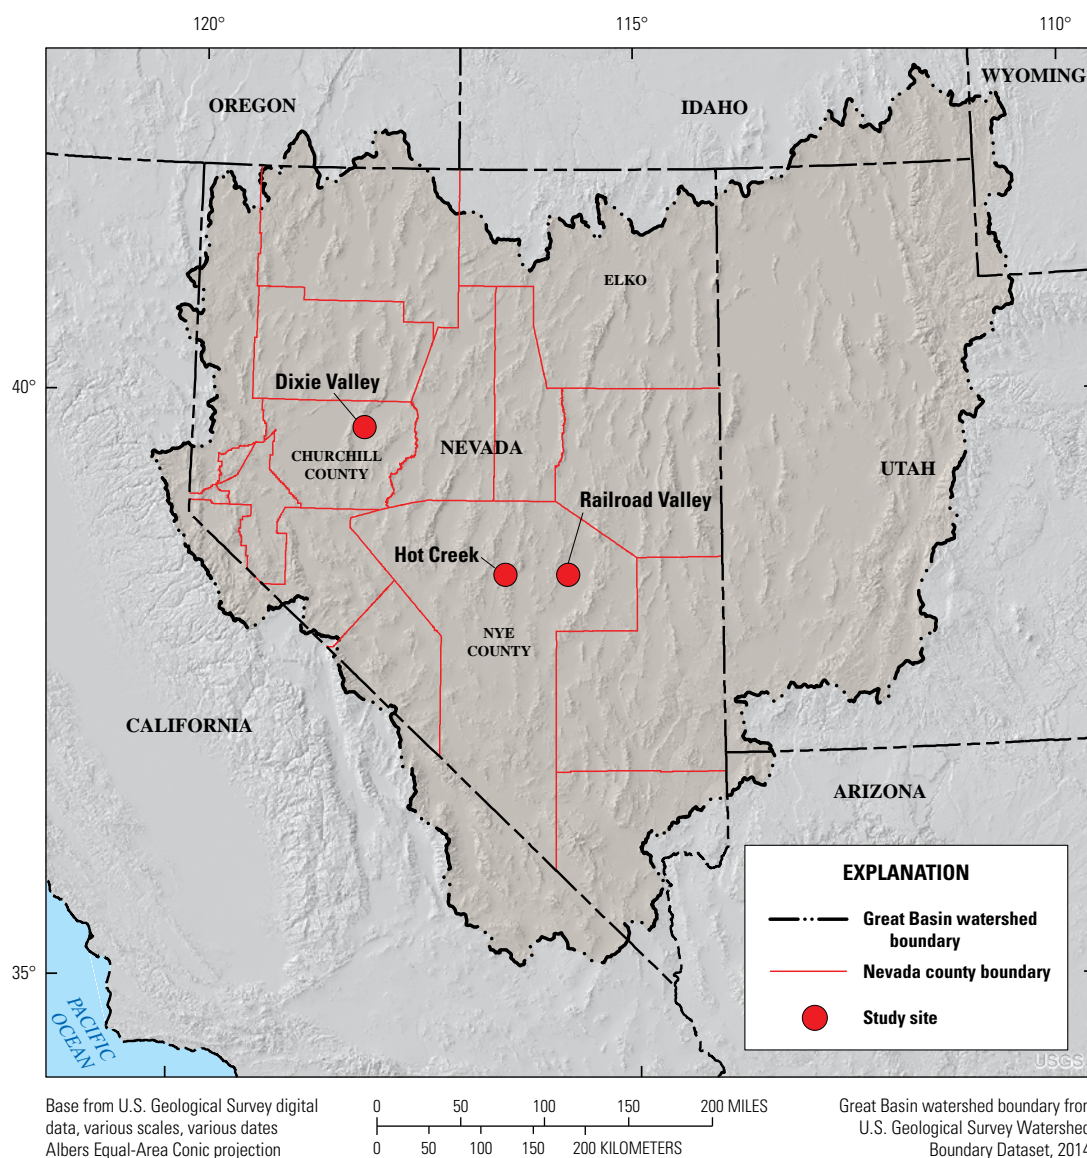 120°
115°
110°
WYOMING
OREGON
IDAHO
ELKO
40°
Dixie Valley
CHURCHILL
COUNTY
NEVADA
UTAH
Railroad Valley
Hot Creek
NYE
COUNTY
CALIFORNIA
ARIZONA
EXPLANATION
Great Basin watershed
boundary
Nevada county boundary
Study site
35°
PACIFIC
OCEAN
USGS
Base from U.S. Geological Survey digital
data, various scales, various dates
Albers Equal-Area Conic projection
0 50 100 150 200 MILES
0 50 100 150 200 KILOMETERS
Great Basin watershed boundary from
U.S. Geological Survey Watershed
Boundary Dataset, 2014